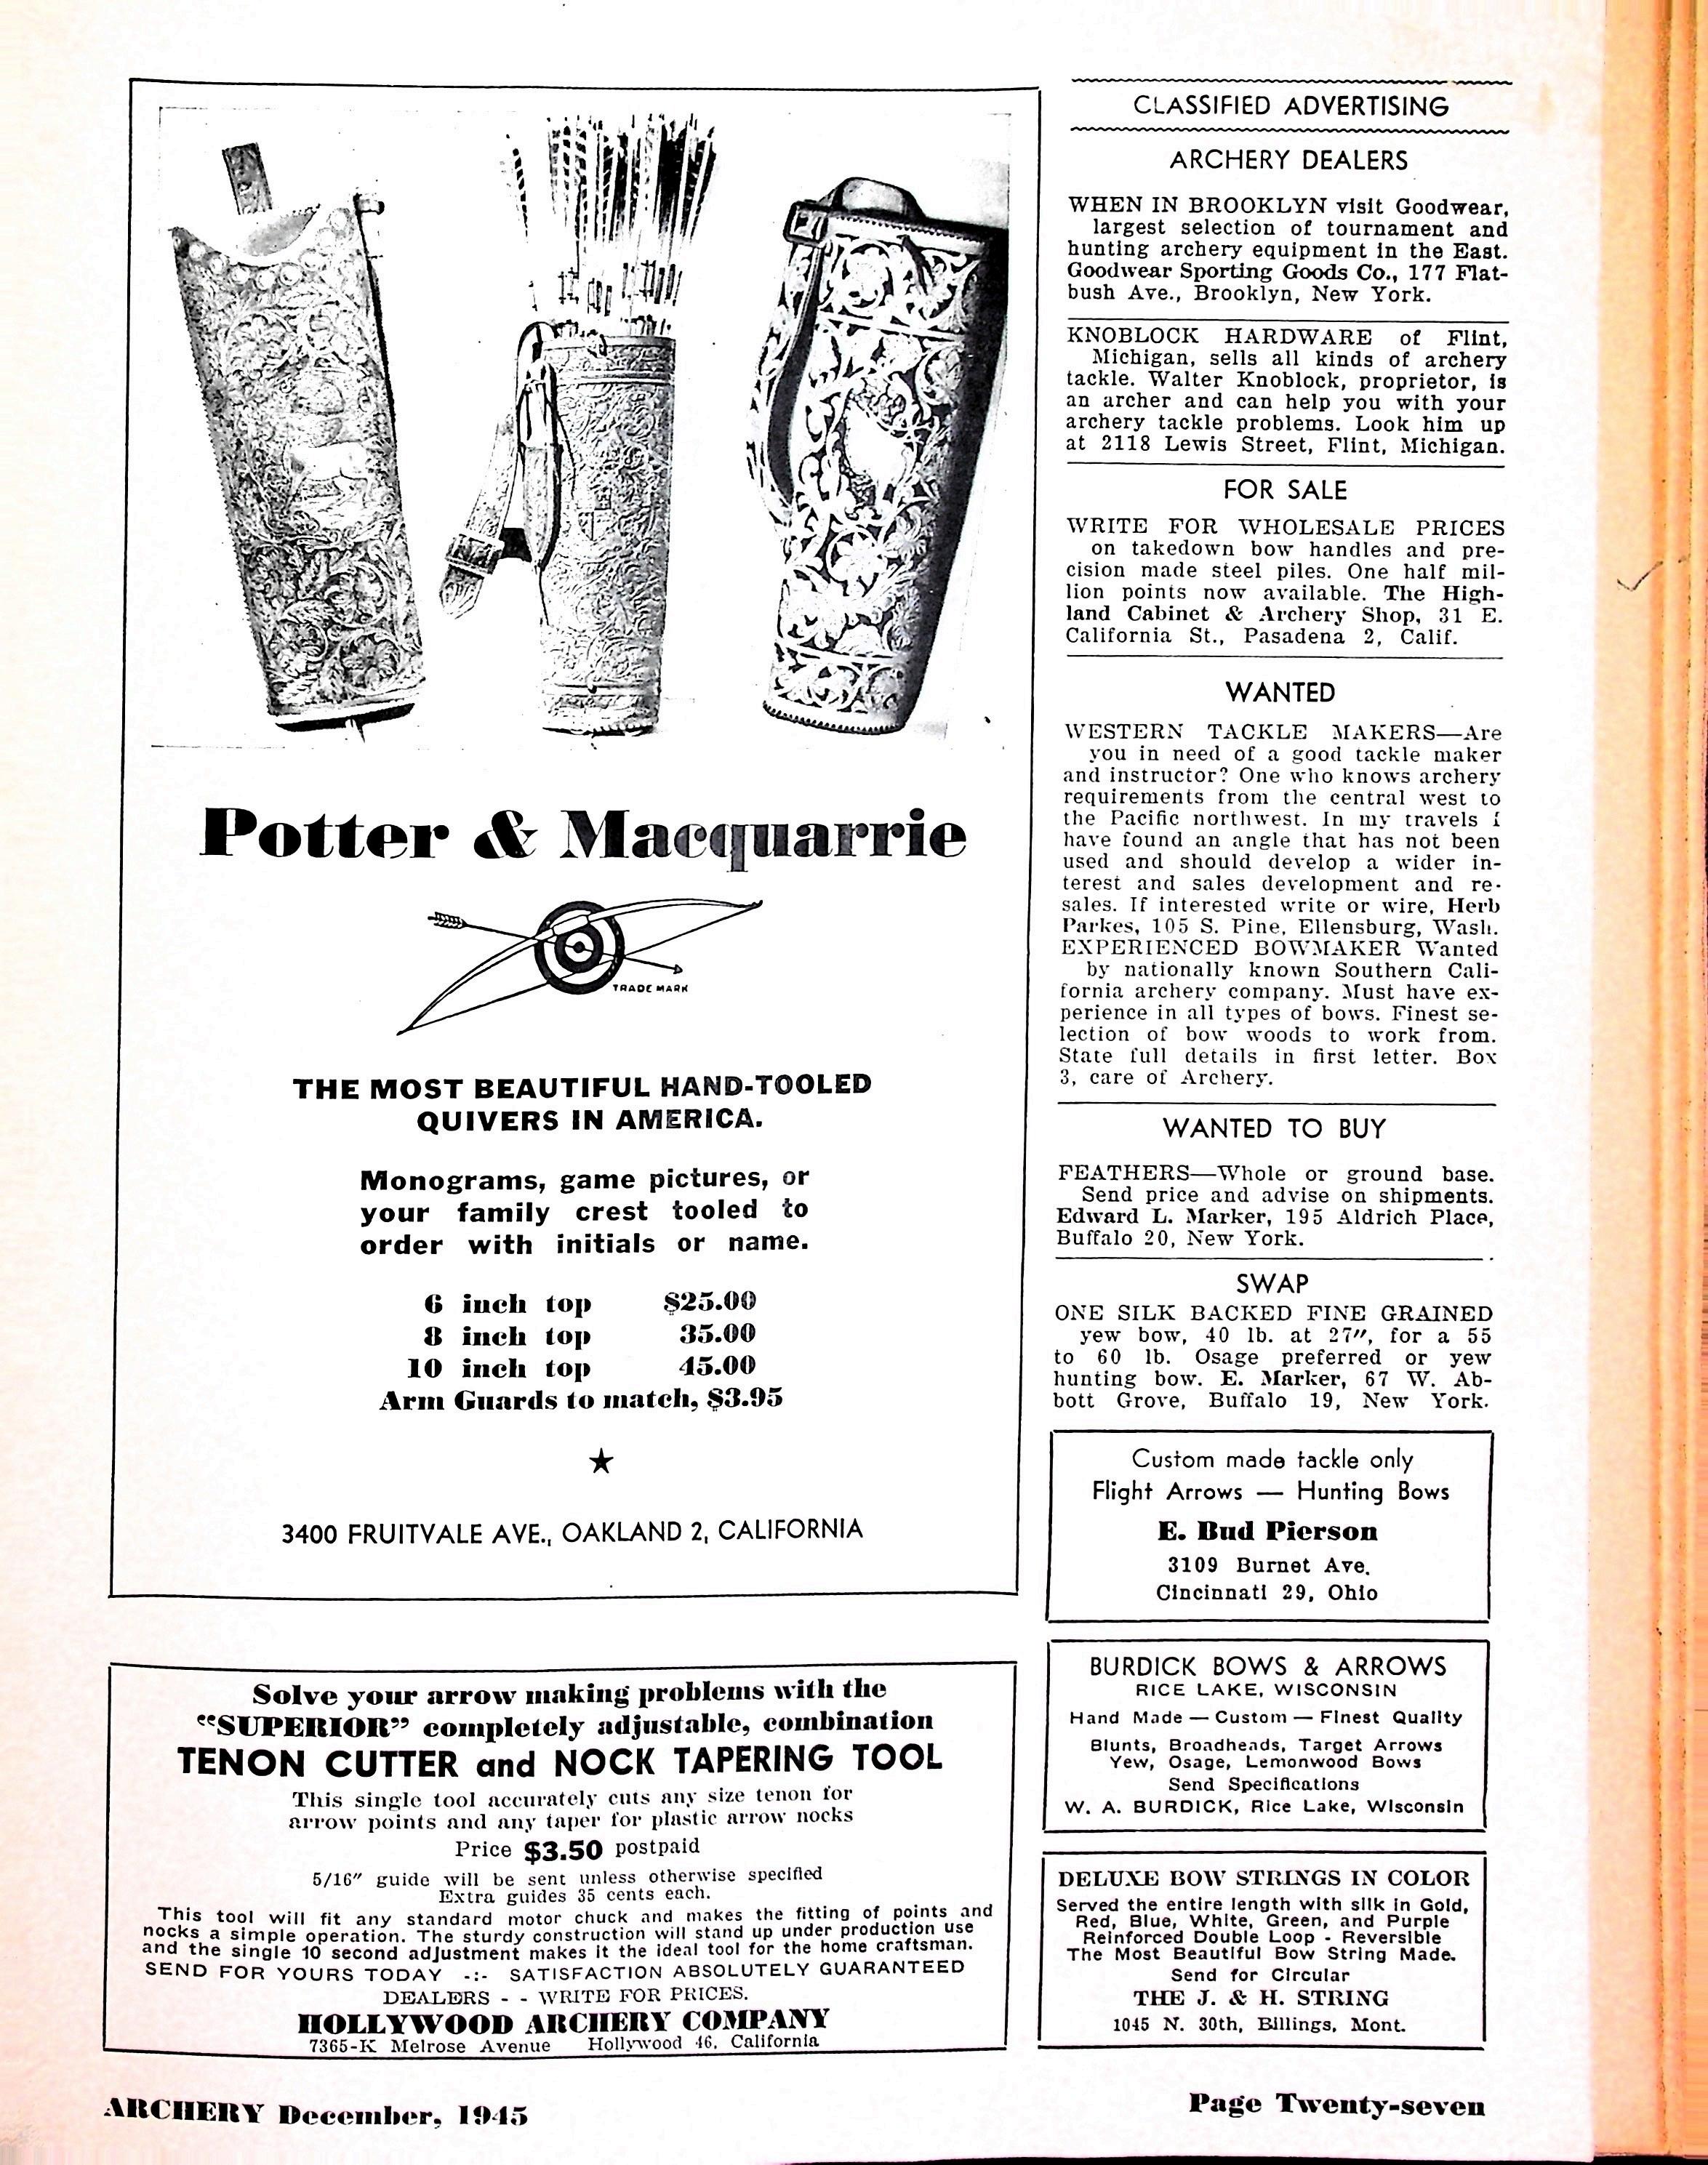 Potter & Macquarrie
TRADE MARK
THE MOST BEAUTIFUL HAND-TOOLED
QUIVERS IN AMERICA.
Monograms, game pictures, or
your family crest tooled to
order with initials or name.
6 inch top $25.00
8 inch top 35.00
10 inch top 45.00
Arm Guards to match, $3.95
3400 FRUITVALE AVE., OAKLAND 2, CALIFORNIA
Solve your arrow making problems with the
"SUPERIOR" completely adjustable, combination
TENON CUTTER and NOCK TAPERING TOOL
This single tool accurately cuts any size tenon for
arrow points and any taper for plastic arrow nocks
Price $3.50 postpaid
5/16" guide will be sent unless otherwise specified
Extra guides 35 cents each.
This tool will fit any standard motor chuck and makes the fitting of points and
nocks a simple operation. The sturdy construction will stand up under production use
and the single 10 second adjustment makes it the ideal tool for the home craftsman.
SEND FOR YOURS TODAY -:- SATISFACTION ABSOLUTELY GUARANTEED
DEALERS - - WRITE FOR PRICES.
HOLLYWOOD ARCHERY COMPANY
7365-K Melrose Avenue Hollywood 46, California
CLASSIFIED ADVERTISING
ARCHERY DEALERS
WHEN IN BROOKLYN visit Goodwear,
largest selection of tournament and
hunting archery equipment in the East.
Goodwear Sporting Goods Co., 177 Flat-
bush Ave., Brooklyn, New York.
KNOBLOCK HARDWARE of Flint,
Michigan, sells all kinds of archery
tackle. Walter Knoblock, proprietor, is
an archer and can help you with your
archery tackle problems. Look him up
at 2118 Lewis Street, Flint, Michigan.
FOR SALE
WRITE FOR WHOLESALE PRICES
on takedown bow handles and pre-
cision made steel piles. One half mil-
lion points now available. The High-
land Cabinet & Archery Shop, 31 E.
California St., Pasadena 2, Calif.
WANTED
WESTERN TACKLE MAKERS—Are
you in need of a good tackle maker
and instructor? One who knows archery
requirements from the central west to
the Pacific northwest. In my travels I
have found an angle that has not been
used and should develop a wider in-
terest and sales development and re-
sales. If interested write or wire, Herb
Parkes, 105 S. Pine, Ellensburg, Wash.
EXPERIENCED BOWMAKER Wanted
by nationally known Southern Cali-
fornia archery company. Must have ex-
perience in all types of bows. Finest se-
lection of bow woods to work from.
State full details in first letter. Box
3, care of Archery.
WANTED TO BUY
FEATHERS—Whole or ground base.
Send price and advise on shipments.
Edward L. Marker, 195 Aldrich Place,
Buffalo 20, New York.
SWAP
ONE SILK BACKED FINE GRAINED
yew bow, 40 lb. at 27", for a 55
to 60 lb. Osage preferred or yew
hunting bow. E. Marker, 67 W. Ab-
bott Grove, Buffalo 19, New York.
Custom made tackle only
Flight Arrows — Hunting Bows
E. Bud Pierson
3109 Burnet Ave.
Cincinnati 29, Ohio
BURDICK BOWS & ARROWS
RICE LAKE, WISCONSIN
Hand Made — Custom — Finest Quality
Blunts, Broadheads, Target Arrows
Yew, Osage, Lemonwood Bows
Send Specifications
W. A. BURDICK, Rice Lake, Wisconsin
DELUXE BOW STRINGS IN COLOR
Served the entire length with silk in Gold,
Red, Blue, White, Green, and Purple
Reinforced Double Loop - Reversible
The Most Beautiful Bow String Made.
Send for Circular
THE J. & H. STRING
1045 N. 30th, Billings, Mont.
ARCHERY December, 1945
Page Twenty-seven